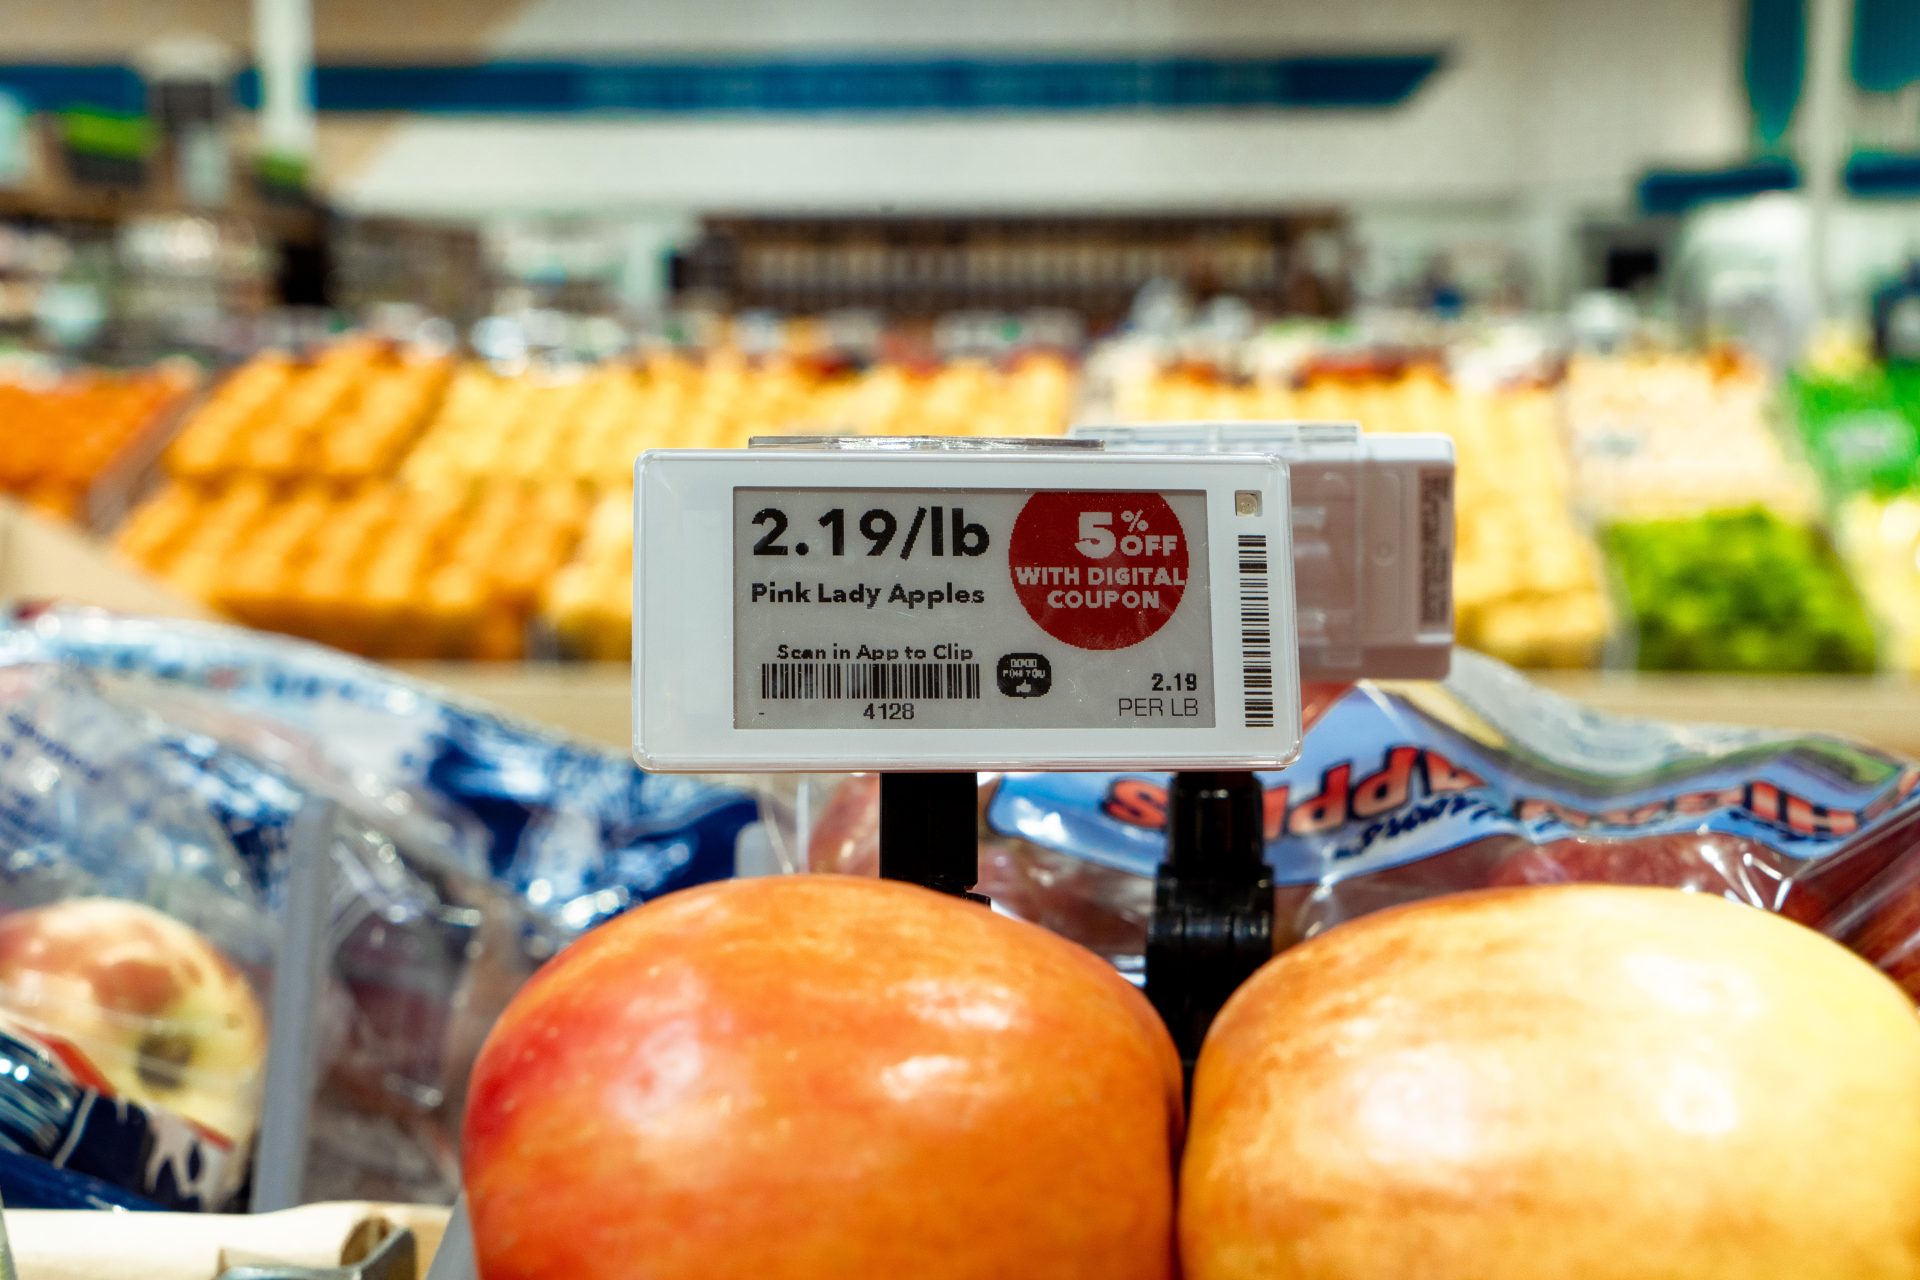 2.19/lb
5% OFF
WITH DIGITAL
COUPON
Pink Lady Apples
Scan in App to Clip
4128
2.19
PER LB
APPLES